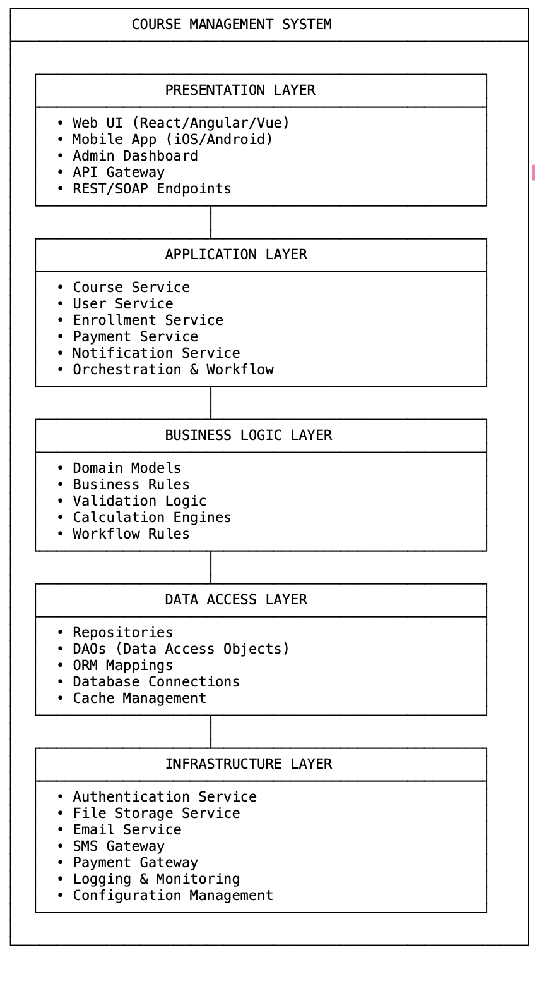 COURSE MANAGEMENT SYSTEM
PRESENTATION LAYER
• Web UI (React/Angular/Vue)
• Mobile App (iOS/Android)
• Admin Dashboard
• API Gateway
• REST/SOAP Endpoints
APPLICATION LAYER
• Course Service
• User Service
• Enrollment Service
• Payment Service
• Notification Service
• Orchestration & Workflow
BUSINESS LOGIC LAYER
• Domain Models
• Business Rules
• Validation Logic
• Calculation Engines
• Workflow Rules
DATA ACCESS LAYER
• Repositories
• DAOs (Data Access Objects)
• ORM Mappings
• Database Connections
• Cache Management
INFRASTRUCTURE LAYER
• Authentication Service
• File Storage Service
• Email Service
• SMS Gateway
• Payment Gateway
• Logging & Monitoring
• Configuration Management